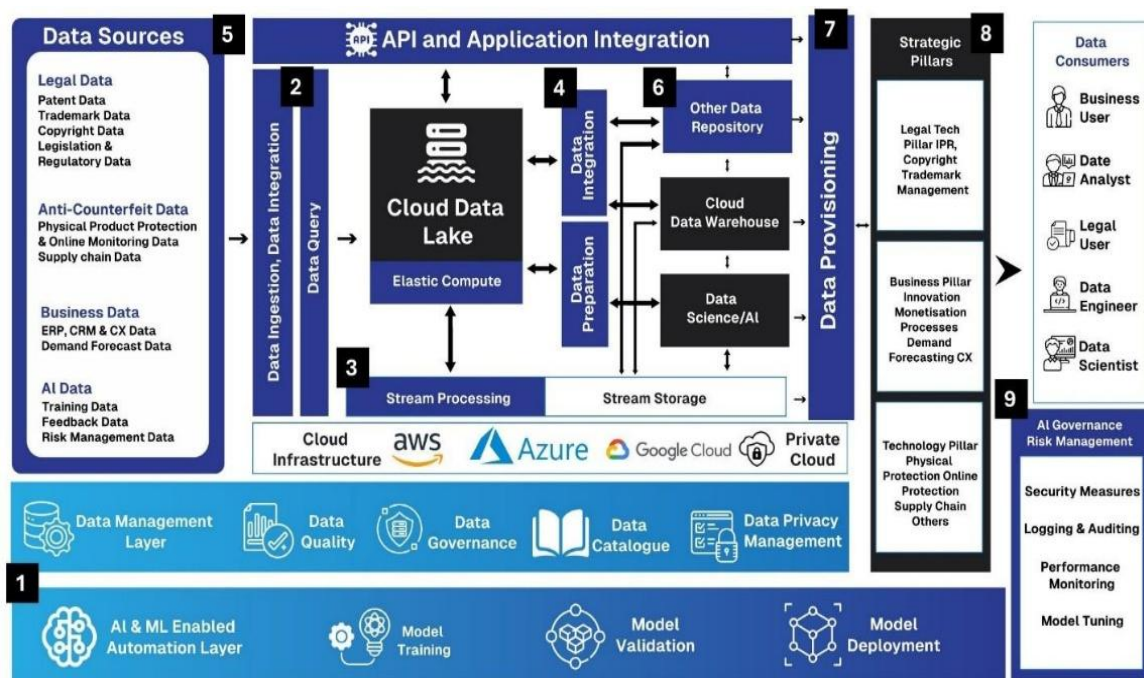 Data Sources
5
Legal Data
Patent Data
Trademark Data
Copyright Data
Legislation &
Regulatory Data
Anti-Counterfeit Data
Physical Product Protection
& Online Monitoring Data
Supply chain Data
Business Data
ERP, CRM & CX Data
Demand Forecast Data
AI Data
Training Data
Feedback Data
Risk Management Data
API
API and Application Integration
2
Data Ingestion, Data Integration
Data Query
Cloud Data
Lake
Elastic Compute
4
Data
Integration
Data
Preparation
6
Other Data
Repository
Cloud
Data Warehouse
Data
Science/AI
3
Stream Processing
Stream Storage
7
Data Provisioning
Cloud
Infrastructure
aws
Azure
Google Cloud
Private
Cloud
8
Strategic
Pillars
Legal Tech
Pillar IPR,
Copyright
Trademark
Management
Business Pillar
Innovation
Monetisation
Processes
Demand
Forecasting CX
Technology Pillar
Physical
Protection Online
Protection
Supply Chain
Others
Data
Consumers
Business
User
Date
Analyst
Legal
User
Data
Engineer
Data
Scientist
9
AI Governance
Risk Management
Security Measures
Logging & Auditing
Performance
Monitoring
Model Tuning
Data Management
Layer
Data
Quality
Data
Governance
Data
Catalogue
Data Privacy
Management
1
AI & ML Enabled
Automation Layer
Model
Training
Model
Validation
Model
Deployment